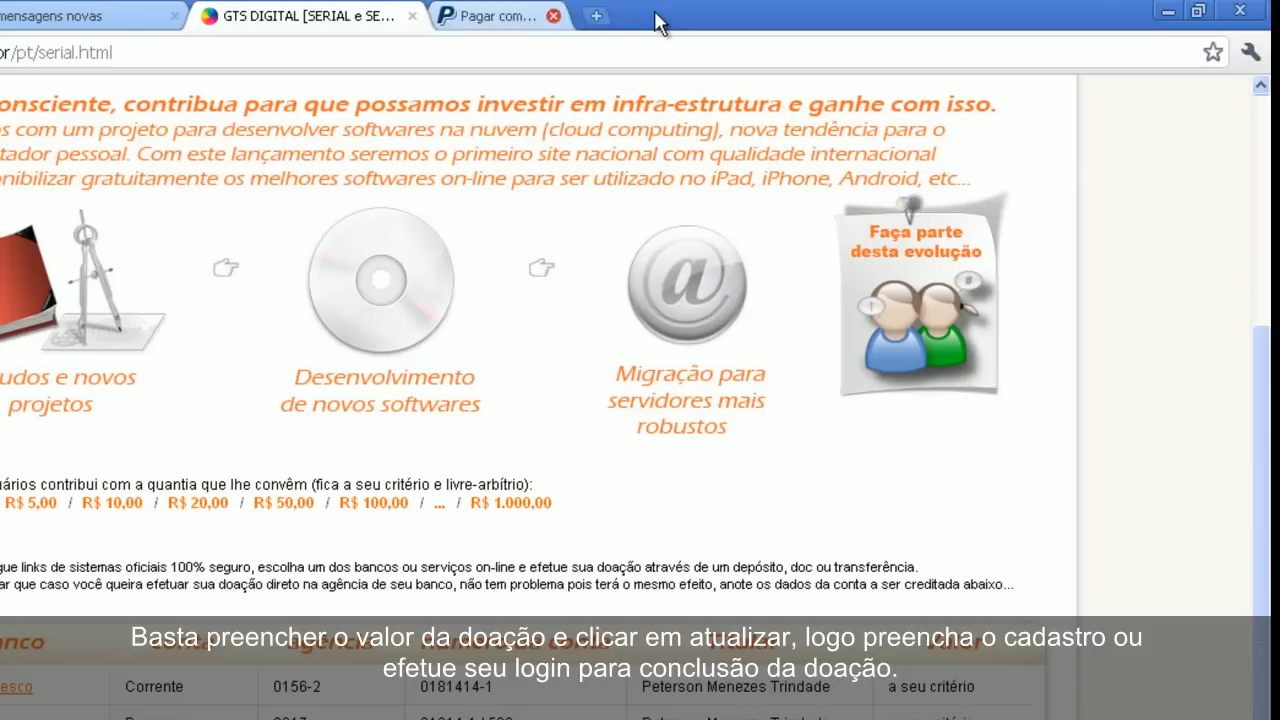 mensagens novas
GTS DIGITAL [SERIAL e SE...
Pagar com...
or/pt/serial.html
onsciente, contribua para que possamos investir em infra-estrutura e ganhe com isso.
os com um projeto para desenvolver softwares na nuvem (cloud computing), nova tendência para o
tador pessoal. Com este lançamento seremos o primeiro site nacional com qualidade internacional
onibilizar gratuitamente os melhores softwares on-line para ser utilizado no iPad, iPhone, Android, etc...
Faça parte
desta evolução
udos e novos
projetos
Desenvolvimento
de novos softwares
Migração para
servidores mais
robustos
uários contribui com a quantia que lhe convêm (fica a seu critério e livre-arbítrio):
R$ 5,00 / R$ 10,00 / R$ 20,00 / R$ 50,00 / R$ 100,00 / ... / R$ 1.000,00
gue links de sistemas oficiais 100% seguro, escolha um dos bancos ou serviços on-line e efetue sua doação através de um depósito, doc ou transferência.
ar que caso você queira efetuar sua doação direto na agência de seu banco, não tem problema pois terá o mesmo efeito, anote os dados da conta a ser creditada abaixo...
Basta preencher o valor da doação e clicar em atualizar, logo preencha o cadastro ou
efetue seu login para conclusão da doação.
esco Corrente 0156-2 0181414-1 Peterson Menezes Trindade a seu critério